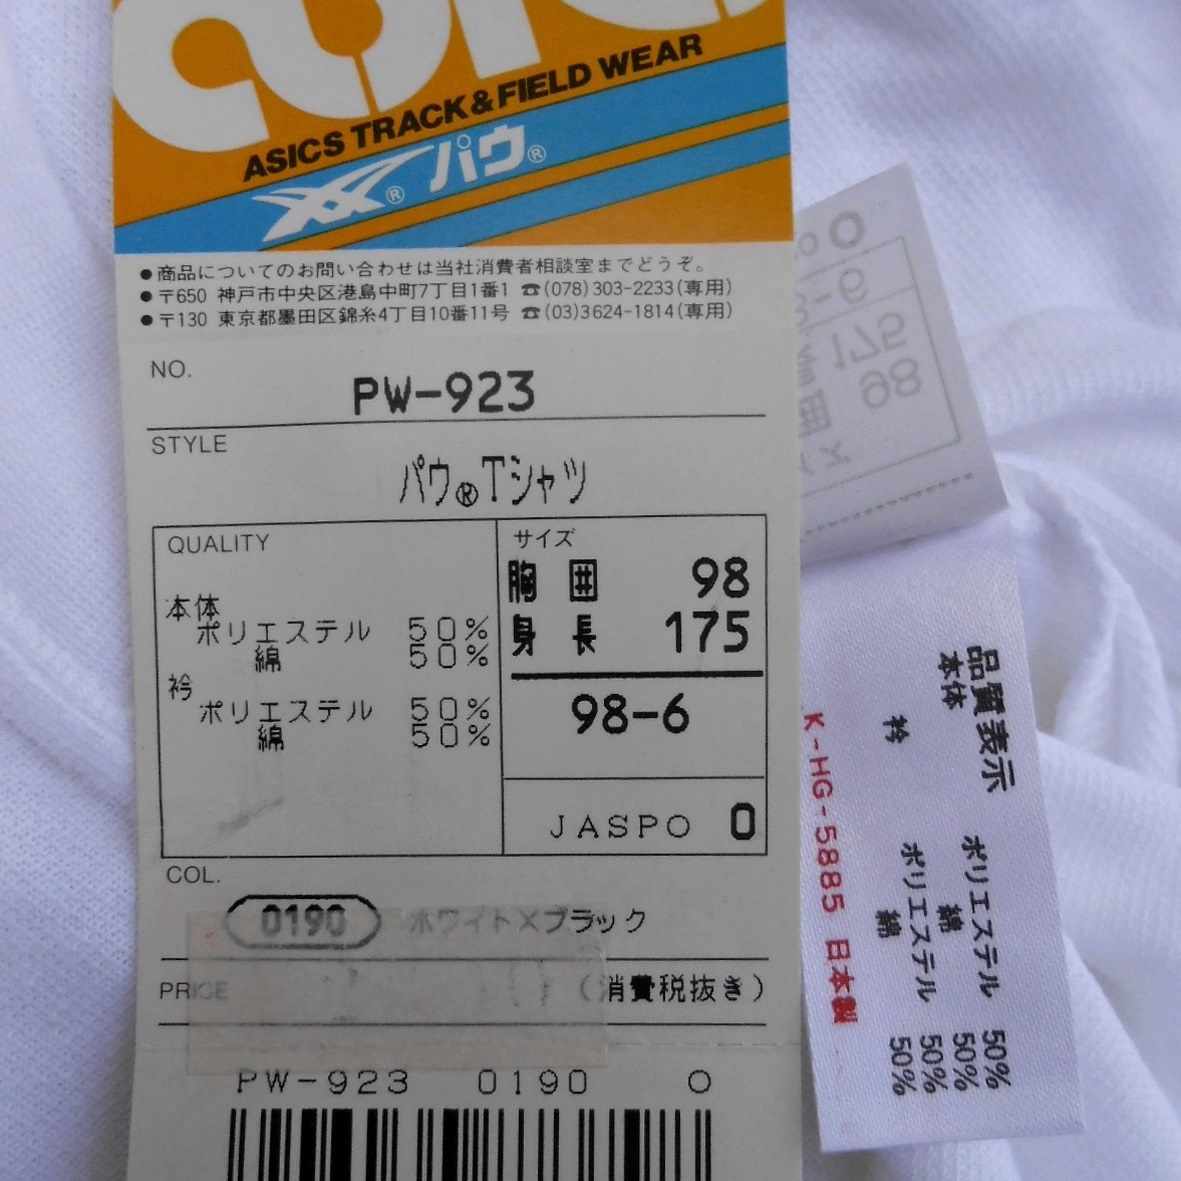 ASICS TRACK & FIELD WEAR
パウ®
●商品についてのお問い合わせは当社消費者相談室までどうぞ。
●〒650 神戸市中央区港島中町7丁目1番1 ☎(078)303-2233(専用)
●〒130 東京都墨田区錦糸4丁目10番11号 ☎(03)3624-1814(専用)
NO.
PW-923
STYLE
パウ®Tシャツ
QUALITY
本体
ポリエステル 50%
綿 50%
衿
ポリエステル 50%
綿 50%
サイズ
胸囲 98
身長 175
98-6
JASPO O
COL.
0190 ホワイト×ブラック
PRICE (消費税抜き)
PW-923 0190 O
O
175
98
品質表示
本体 ポリエステル 50%
綿 50%
衿 ポリエステル 50%
綿 50%
K-HG-5885 日本製